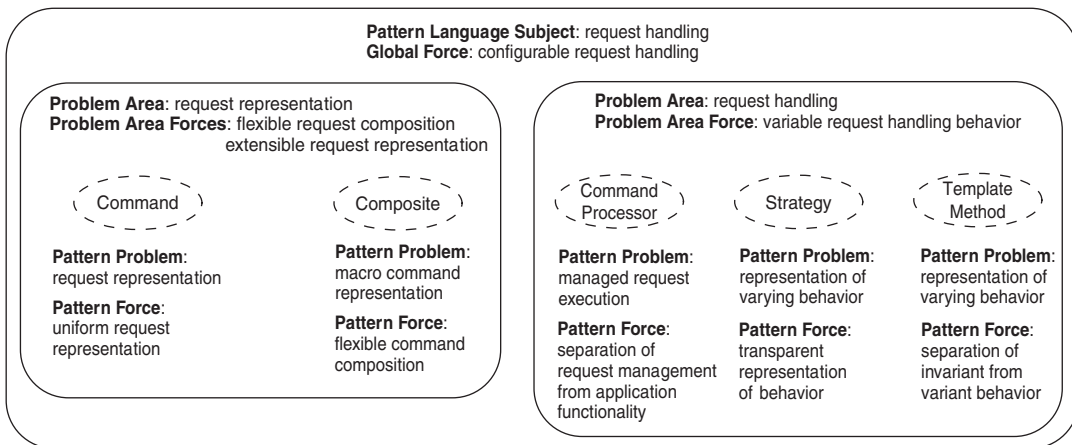 Pattern Language Subject: request handling
Global Force: configurable request handling
Problem Area: request representation
Problem Area Forces: flexible request composition
extensible request representation
Command
Composite
Pattern Problem:
request representation
Pattern Force:
uniform request
representation
Pattern Problem:
macro command
representation
Pattern Force:
flexible command
composition
Problem Area: request handling
Problem Area Force: variable request handling behavior
Command
Processor
Strategy
Template
Method
Pattern Problem:
managed request
execution
Pattern Force:
separation of
request management
from application
functionality
Pattern Problem:
representation of
varying behavior
Pattern Force:
transparent
representation
of behavior
Pattern Problem:
representation of
varying behavior
Pattern Force:
separation of
invariant from
variant behavior